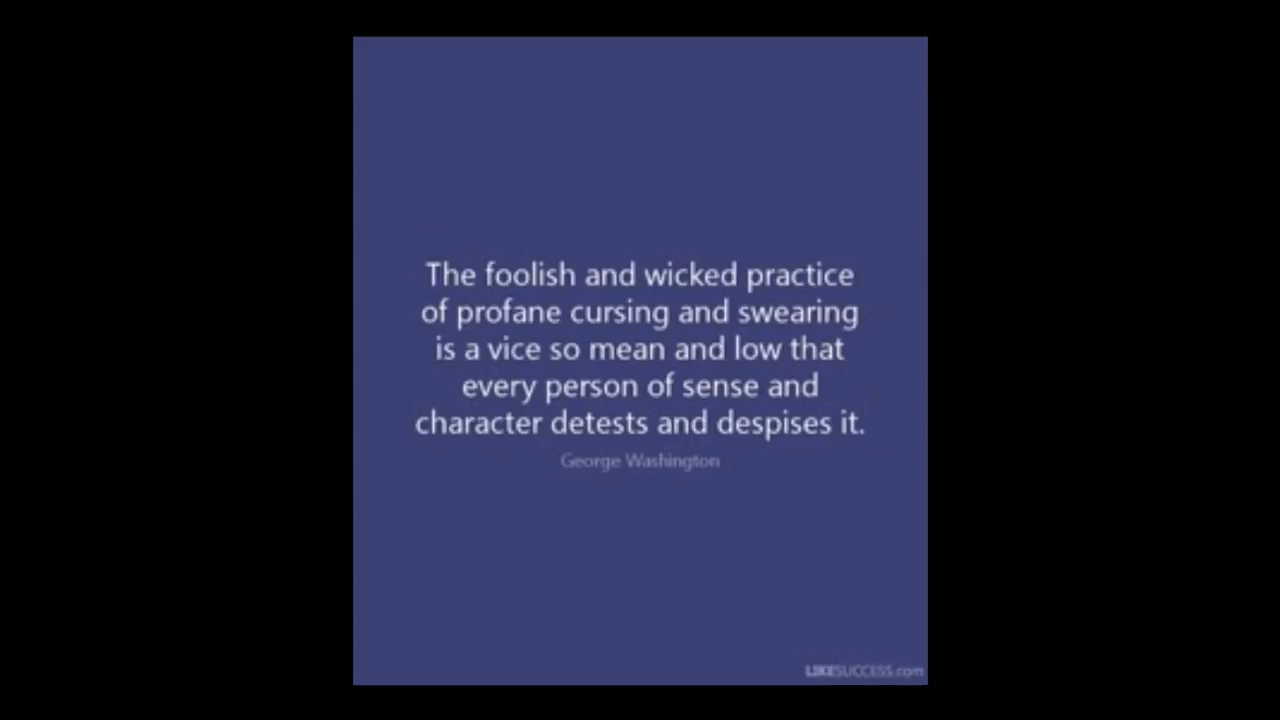 The foolish and wicked practice
of profane cursing and swearing
is a vice so mean and low that
every person of sense and
character detests and despises it.
George Washington
LIKESUCCESS.com